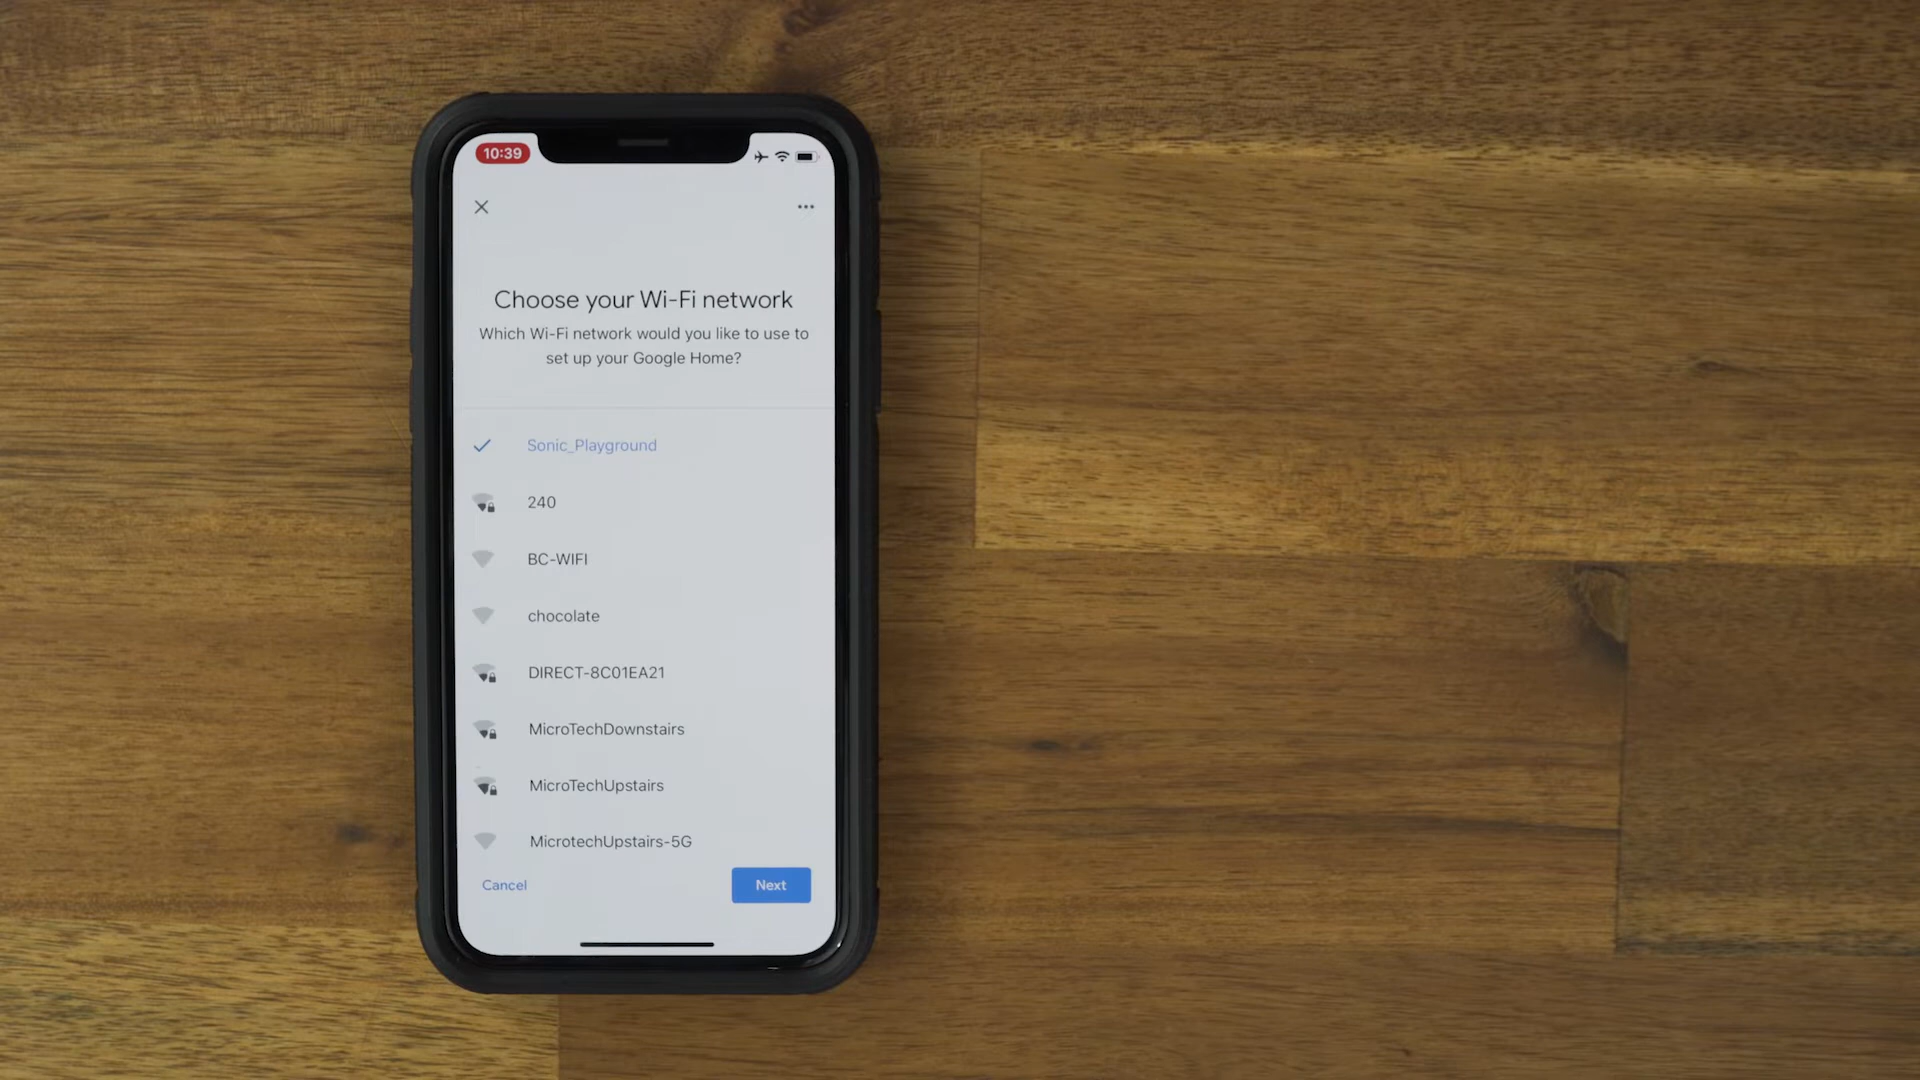 10:39
Choose your Wi-Fi network
Which Wi-Fi network would you like to use to
set up your Google Home?
Sonic_Playground
240
BC-WIFI
chocolate
DIRECT-8C01EA21
MicroTechDownstairs
MicroTechUpstairs
MicrotechUpstairs-5G
Cancel
Next